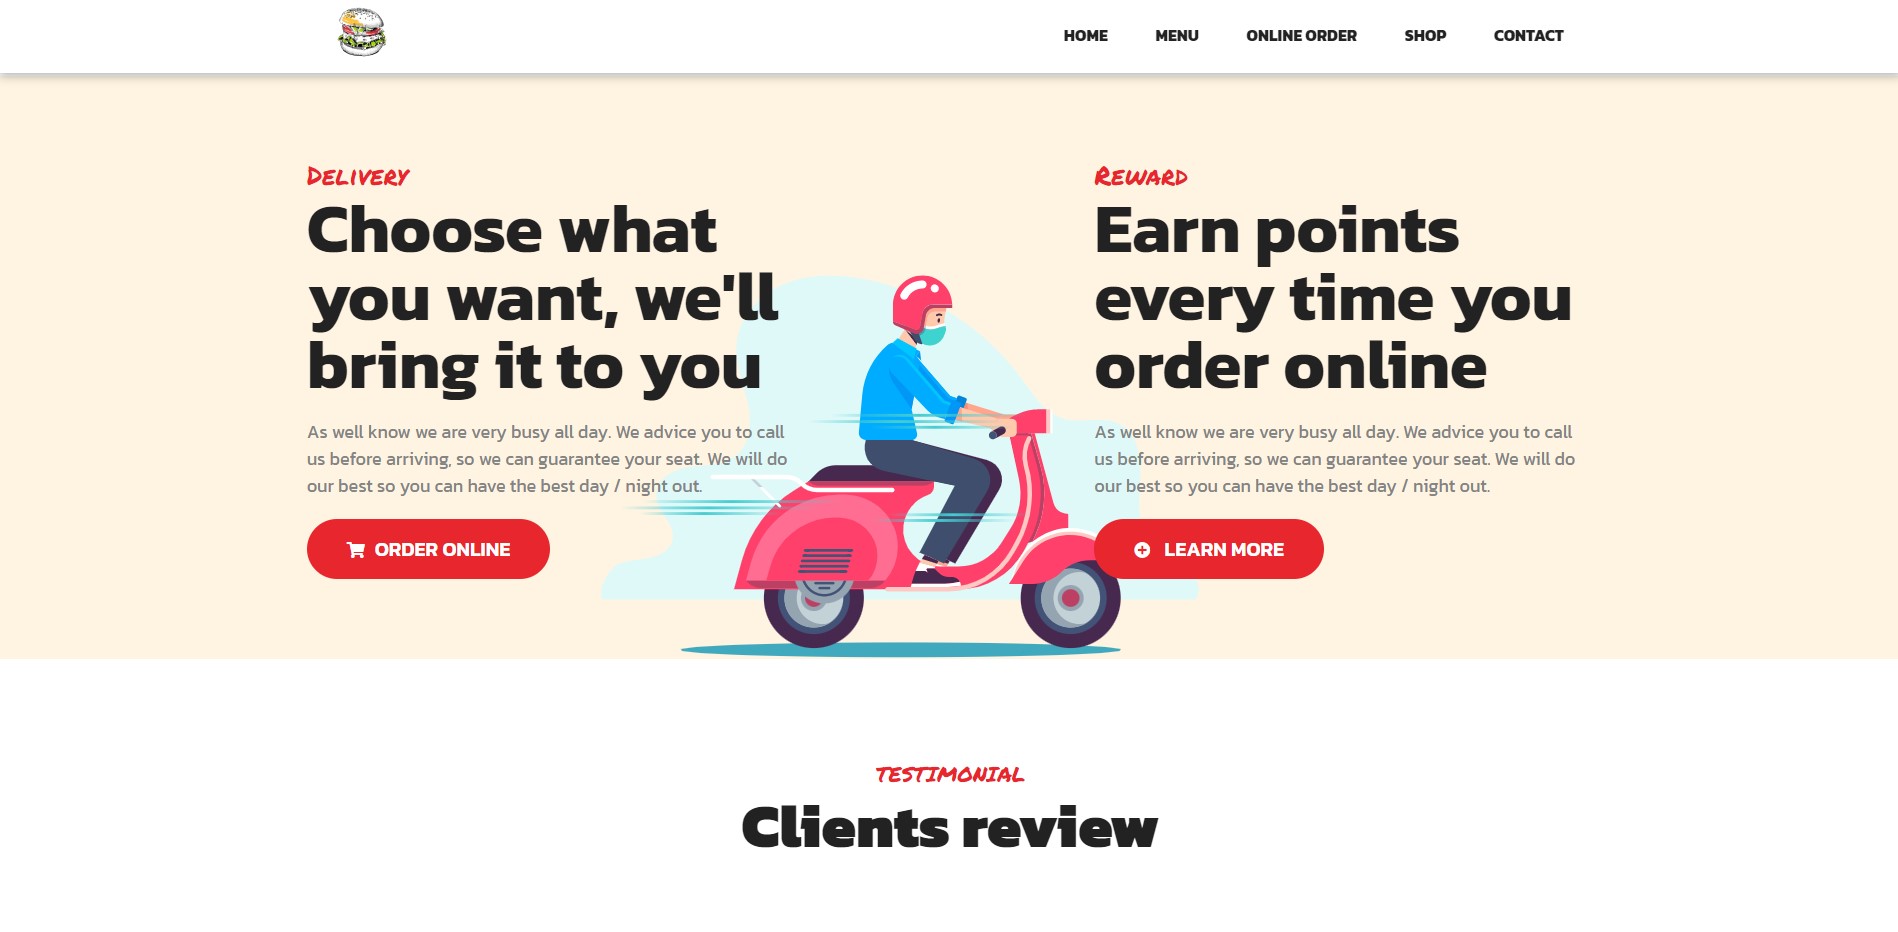 HOME MENU ONLINE ORDER SHOP CONTACT
Delivery
Choose what
you want, we'll
bring it to you
As well know we are very busy all day. We advice you to call
us before arriving, so we can guarantee your seat. We will do
our best so you can have the best day / night out.
ORDER ONLINE
Reward
Earn points
every time you
order online
As well know we are very busy all day. We advice you to call
us before arriving, so we can guarantee your seat. We will do
our best so you can have the best day / night out.
LEARN MORE
TESTIMONIAL
Clients review